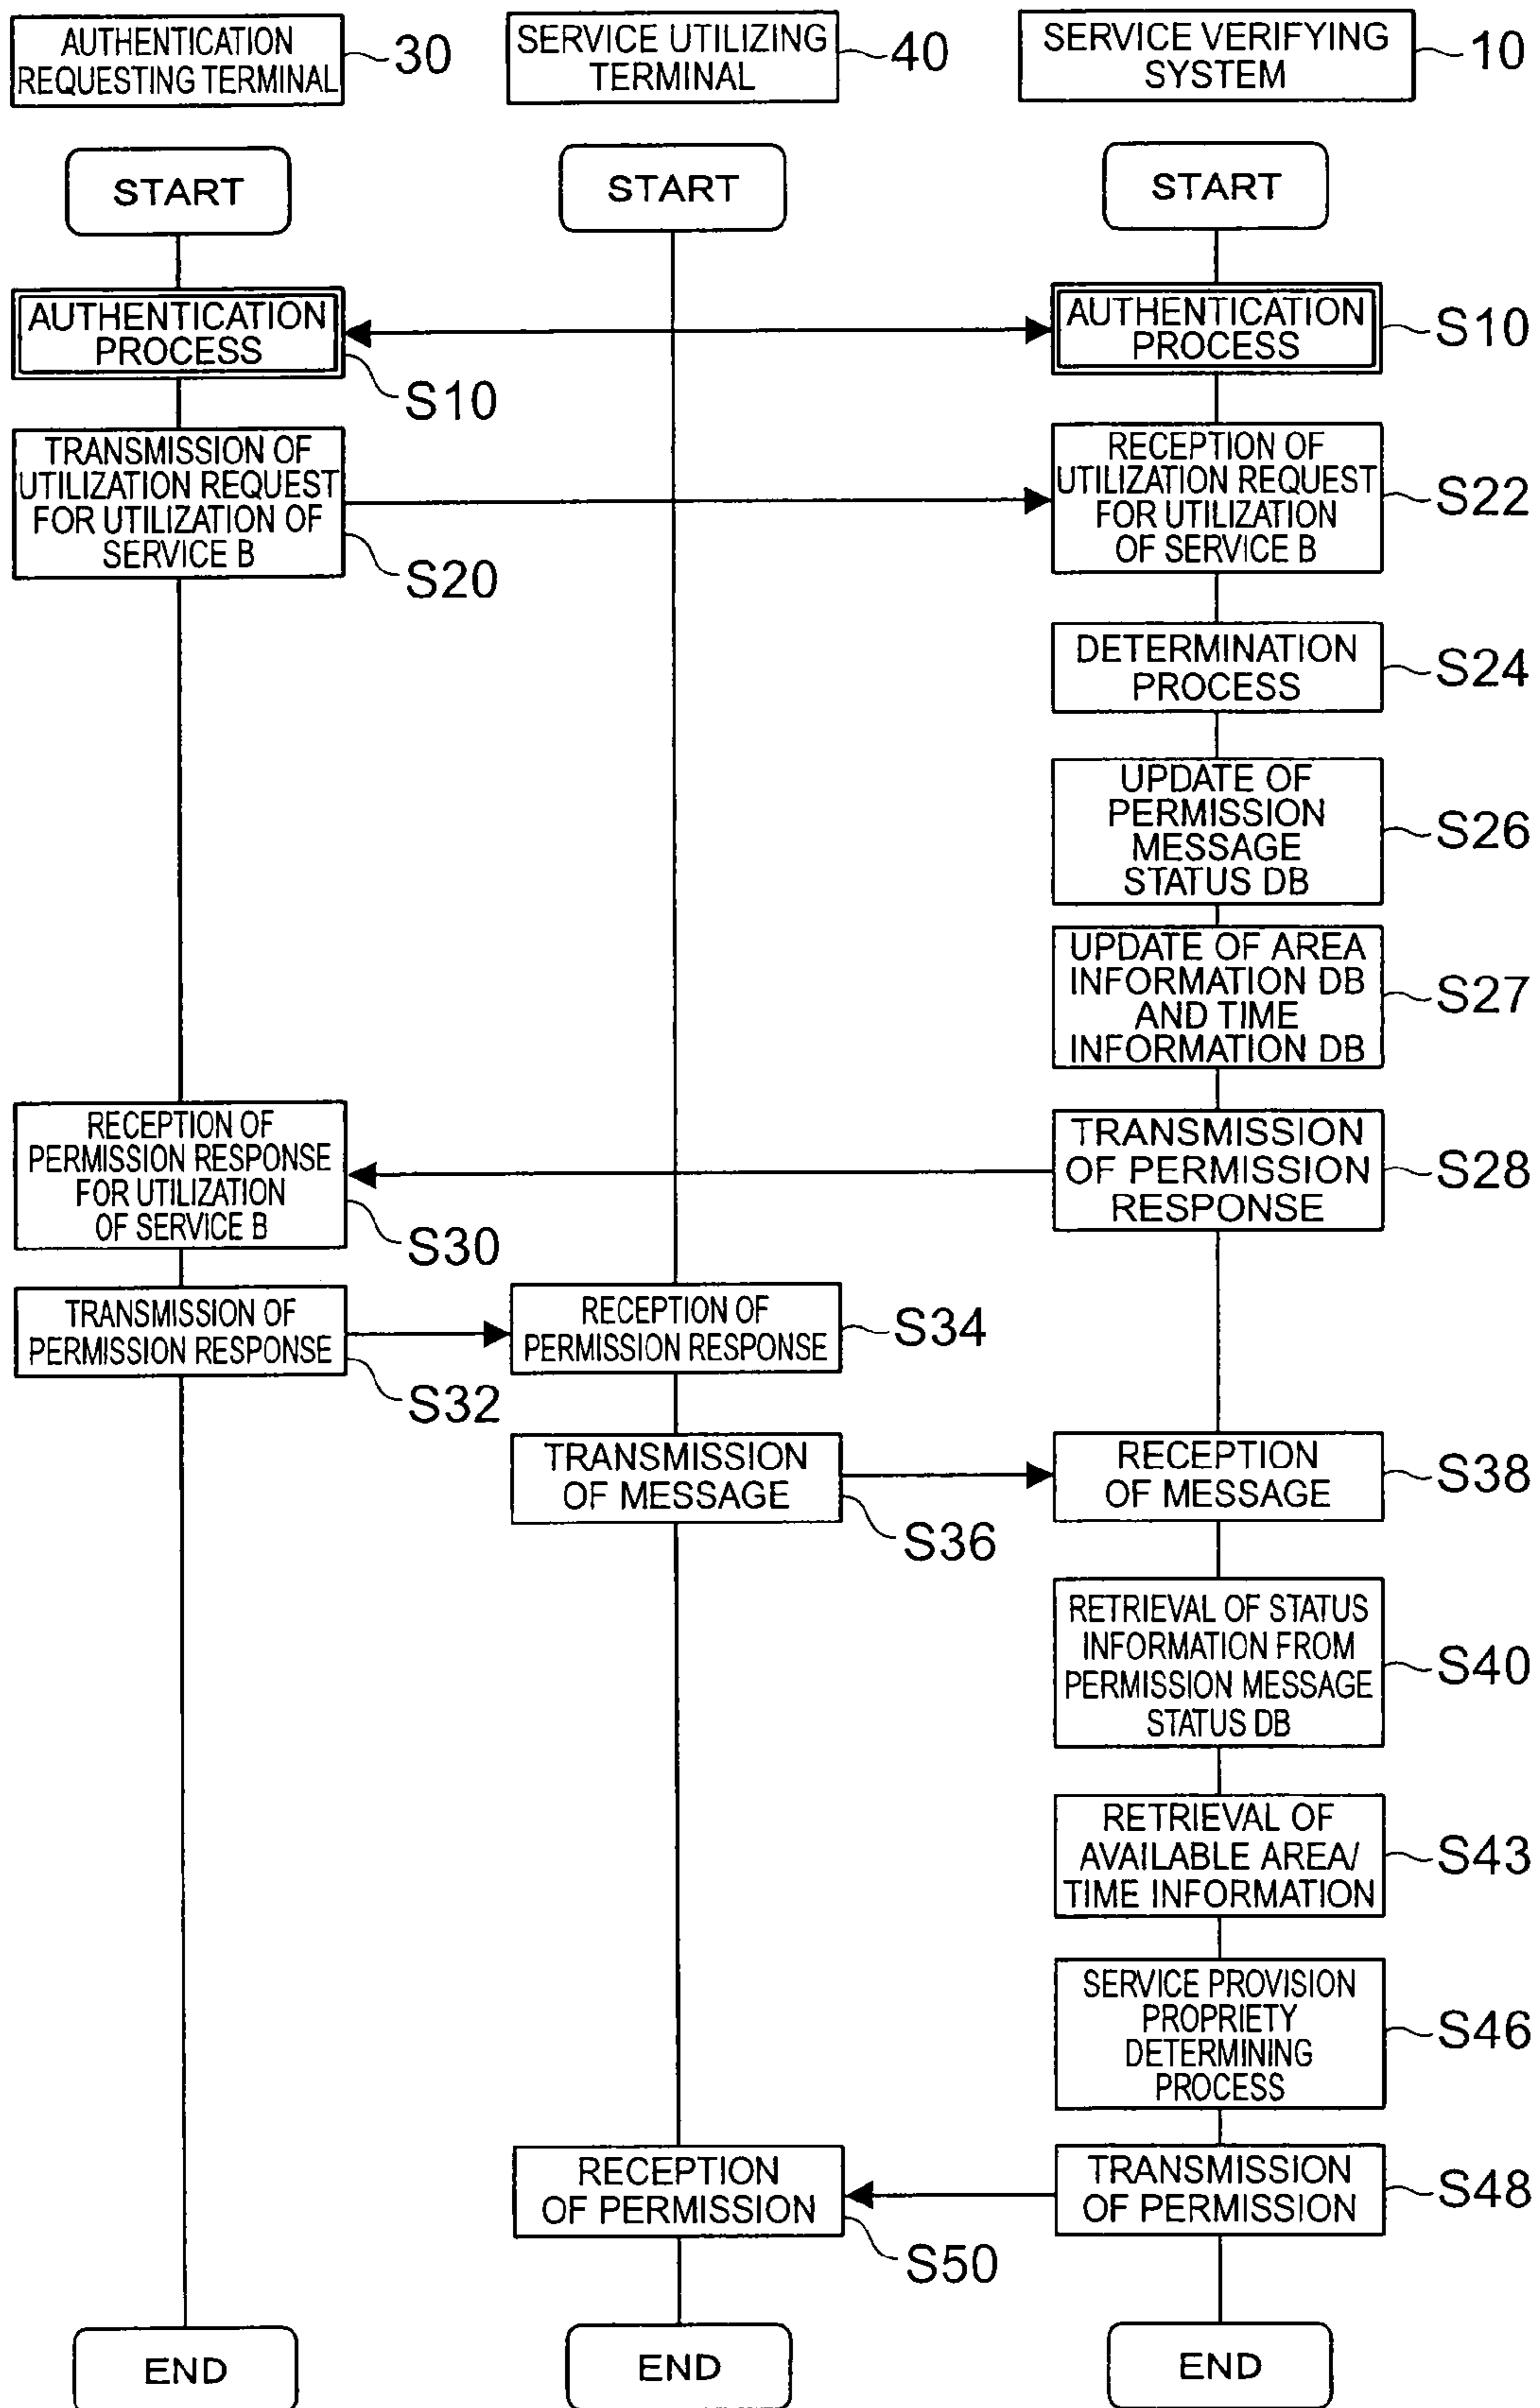 AUTHENTICATION
REQUESTING TERMINAL
30
SERVICE UTILIZING
TERMINAL
40
SERVICE VERIFYING
SYSTEM
10
START
START
START
AUTHENTICATION
PROCESS
S10
AUTHENTICATION
PROCESS
S10
TRANSMISSION OF
UTILIZATION REQUEST
FOR UTILIZATION OF
SERVICE B
S20
RECEPTION OF
UTILIZATION REQUEST
FOR UTILIZATION
OF SERVICE B
S22
DETERMINATION
PROCESS
S24
UPDATE OF
PERMISSION
MESSAGE
STATUS DB
S26
UPDATE OF AREA
INFORMATION DB
AND TIME
INFORMATION DB
S27
RECEPTION OF
PERMISSION RESPONSE
FOR UTILIZATION
OF SERVICE B
S30
TRANSMISSION
OF PERMISSION
RESPONSE
S28
TRANSMISSION OF
PERMISSION RESPONSE
S32
RECEPTION OF
PERMISSION RESPONSE
S34
TRANSMISSION
OF MESSAGE
S36
RECEPTION
OF MESSAGE
S38
RETRIEVAL OF STATUS
INFORMATION FROM
PERMISSION MESSAGE
STATUS DB
S40
RETRIEVAL OF
AVAILABLE AREA/
TIME INFORMATION
S43
SERVICE PROVISION
PROPRIETY
DETERMINING
PROCESS
S46
RECEPTION
OF PERMISSION
S50
TRANSMISSION
OF PERMISSION
S48
END
END
END